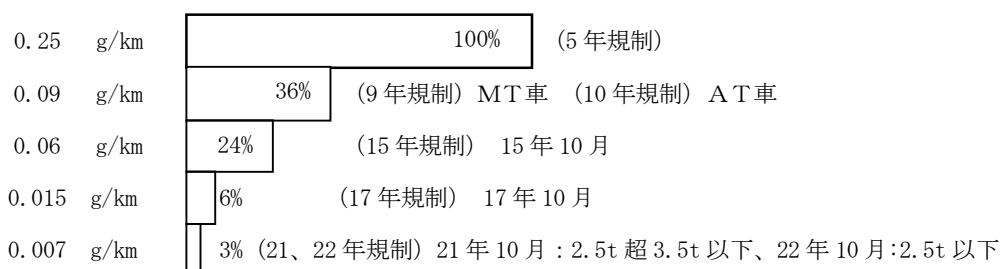 0.25 g/km 100% (5年規制)
0.09 g/km 36% (9年規制) MT車 (10年規制) AT車
0.06 g/km 24% (15年規制) 15年10月
0.015 g/km 6% (17年規制) 17年10月
0.007 g/km 3% (21、22年規制) 21年10月:2.5t超3.5t以下、22年10月:2.5t以下